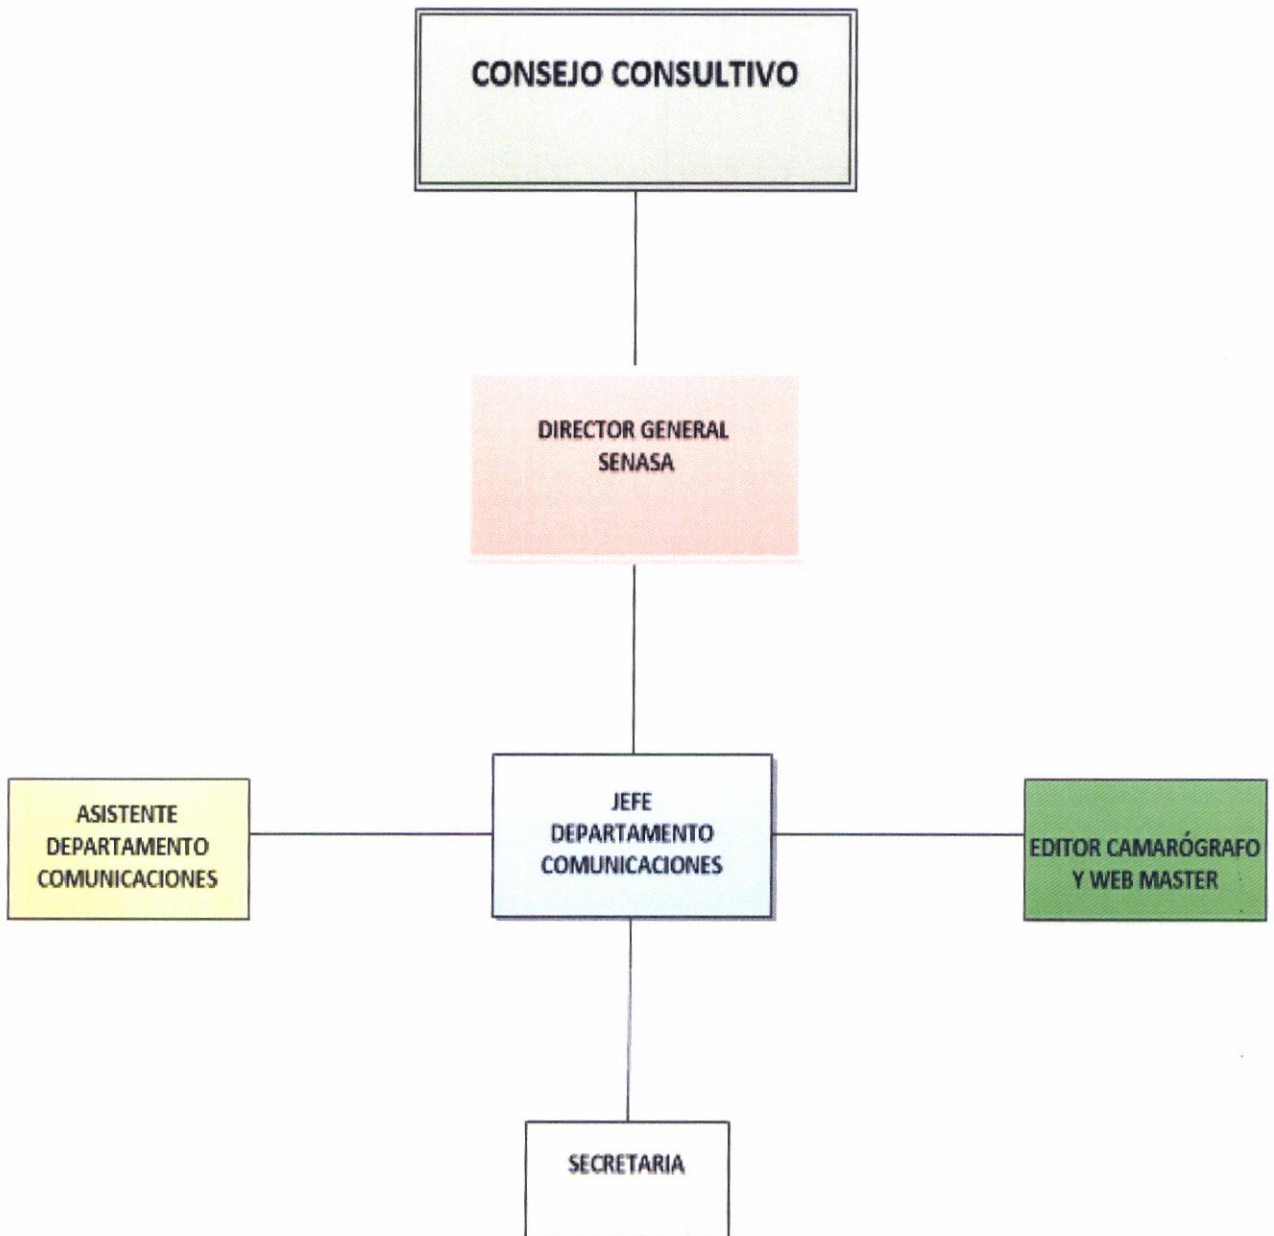 CONSEJO CONSULTIVO
DIRECTOR GENERAL
SENASA
ASISTENTE
DEPARTAMENTO
COMUNICACIONES
JEFE
DEPARTAMENTO
COMUNICACIONES
EDITOR CAMARÓGRAFO
Y WEB MASTER
SECRETARIA